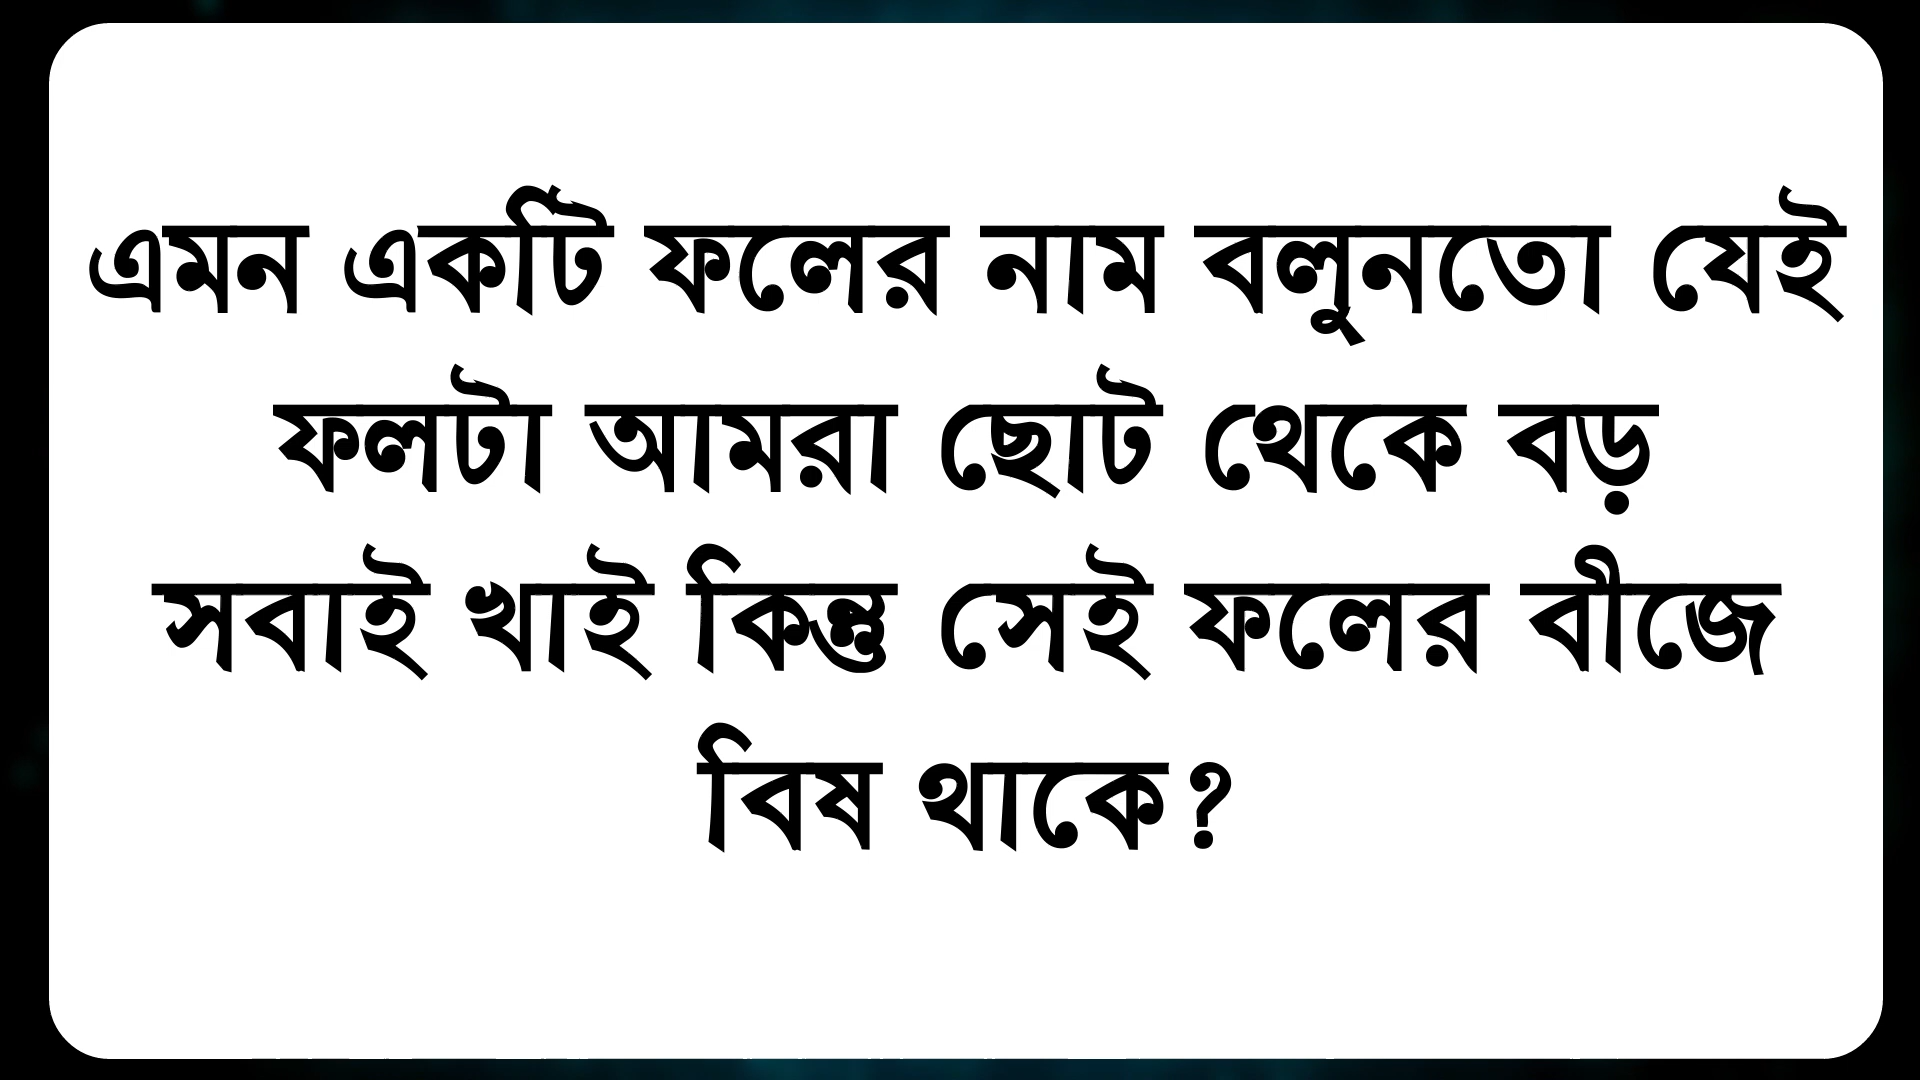 এমন একটি ফলের নাম বলুনতো যেই
ফলটা আমরা ছোট থেকে বড়
সবাই খাই কিন্তু সেই ফলের বীজে
বিষ থাকে?